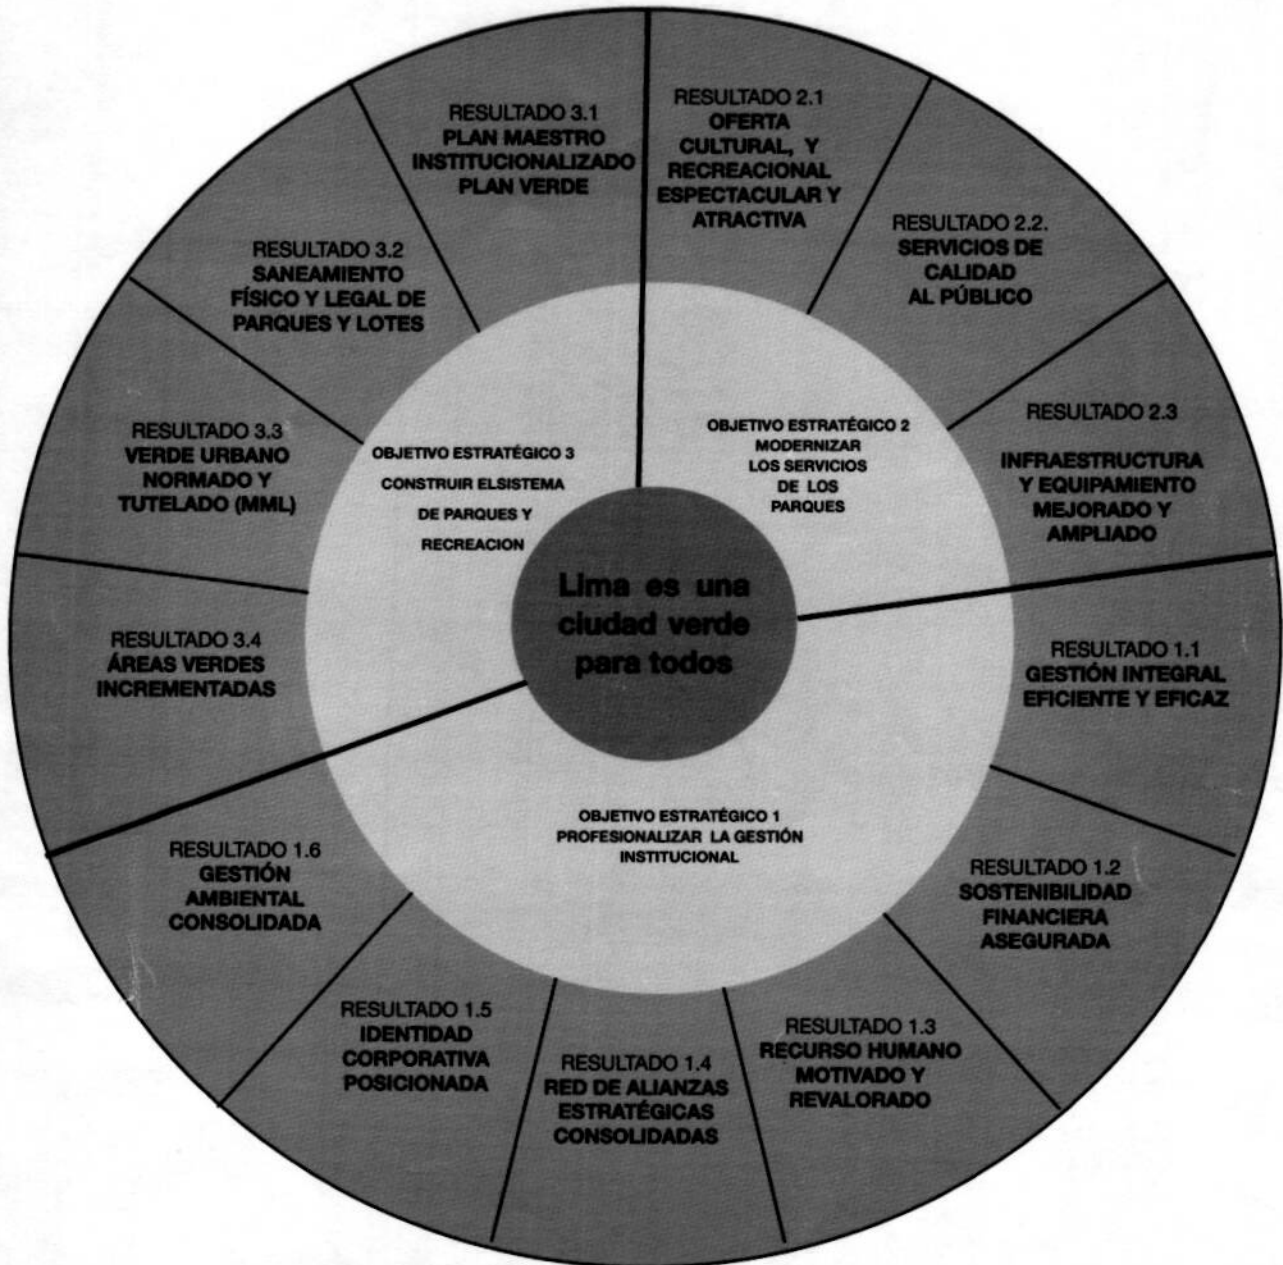 RESULTADO 3.1
PLAN MAESTRO
INSTITUCIONALIZADO
PLAN VERDE
RESULTADO 2.1
OFERTA
CULTURAL, Y
RECREACIONAL
ESPECTACULAR Y
ATRACTIVA
RESULTADO 3.2
SANEAMIENTO
FÍSICO Y LEGAL DE
PARQUES Y LOTES
RESULTADO 2.2.
SERVICIOS DE
CALIDAD
AL PÚBLICO
RESULTADO 3.3
VERDE URBANO
NORMADO Y
TUTELADO (MML)
OBJETIVO ESTRATÉGICO 3
CONSTRUIR ELSISTEMA
DE PARQUES Y
RECREACION
OBJETIVO ESTRATÉGICO 2
MODERNIZAR
LOS SERVICIOS
DE LOS
PARQUES
RESULTADO 2.3
INFRAESTRUCTURA
Y EQUIPAMIENTO
MEJORADO Y
AMPLIADO
Lima es una
ciudad verde
para todos
RESULTADO 3.4
ÁREAS VERDES
INCREMENTADAS
RESULTADO 1.1
GESTIÓN INTEGRAL
EFICIENTE Y EFICAZ
OBJETIVO ESTRATÉGICO 1
PROFESIONALIZAR LA GESTIÓN
INSTITUCIONAL
RESULTADO 1.6
GESTIÓN
AMBIENTAL
CONSOLIDADA
RESULTADO 1.2
SOSTENIBILIDAD
FINANCIERA
ASEGURADA
RESULTADO 1.5
IDENTIDAD
CORPORATIVA
POSICIONADA
RESULTADO 1.4
RED DE ALIANZAS
ESTRATÉGICAS
CONSOLIDADAS
RESULTADO 1.3
RECURSO HUMANO
MOTIVADO Y
REVALORADO